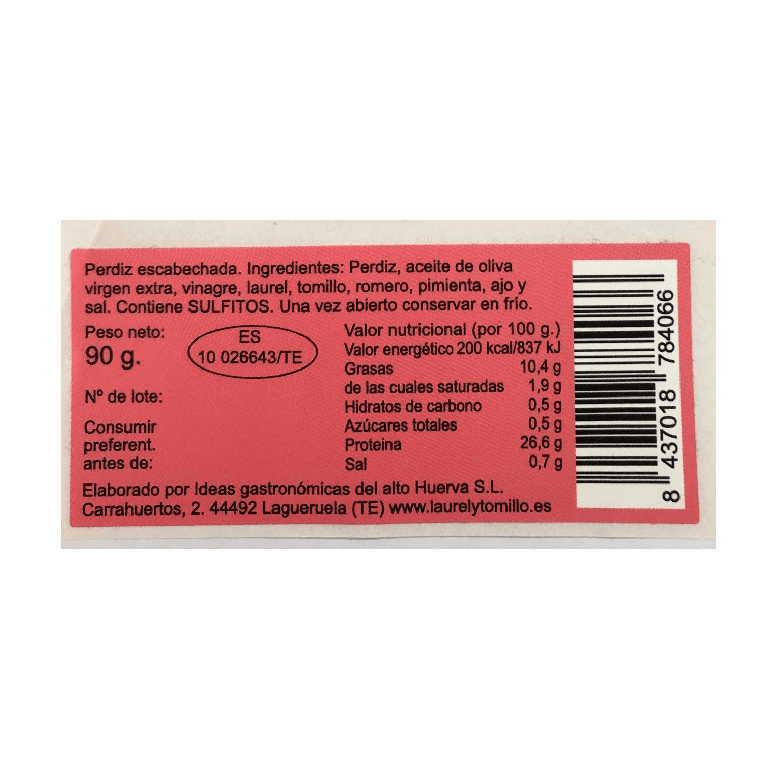 Perdiz escabechada. Ingredientes: Perdiz, aceite de oliva
virgen extra, vinagre, laurel, tomillo, romero, pimienta, ajo y
sal. Contiene SULFITOS. Una vez abierto conservar en frío.
Peso neto:
90 g.
ES
10 026643/TE
Nº de lote:
Consumir
preferent.
antes de:
Valor nutricional (por 100 g.)
Valor energético 200 kcal/837 kJ
Grasas 10,4 g
de las cuales saturadas 1,9 g
Hidratos de carbono 0,5 g
Azúcares totales 0,5 g
Proteina 26,6 g
Sal 0,7 g
Elaborado por Ideas gastronómicas del alto Huerva S.L.
Carrahuertos, 2. 44492 Lagueruela (TE) www.laurelytomillo.es
8 437018 784066